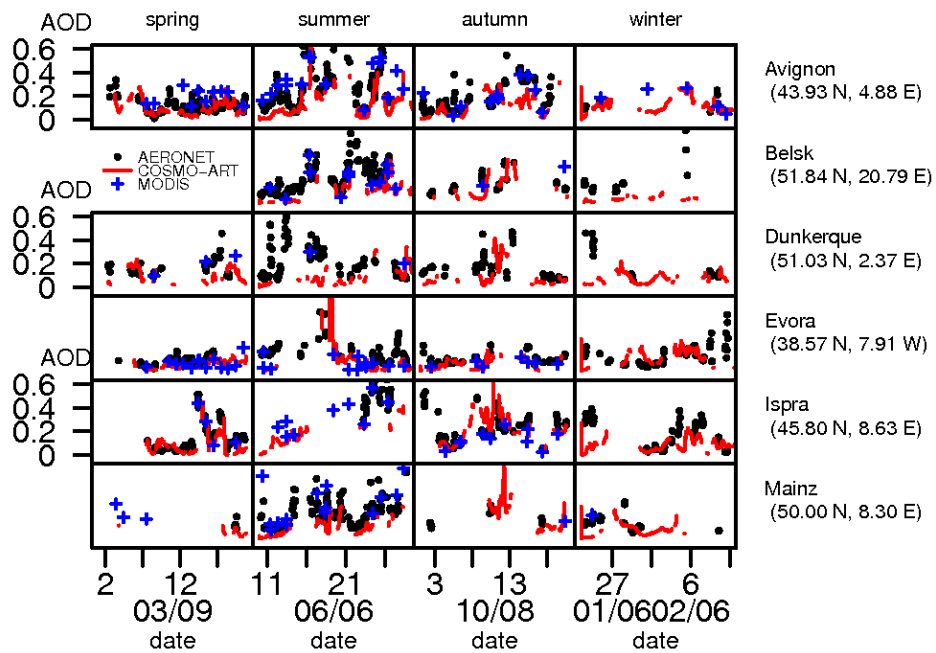 AOD spring summer autumn winter
0.6
0.4
0.2
0
Avignon
(43.93 N, 4.88 E)
AERONET
COSMO-ART
MODIS
AOD
Belsk
(51.84 N, 20.79 E)
0.6
0.4
0.2
0
Dunkerque
(51.03 N, 2.37 E)
AOD
Evora
(38.57 N, 7.91 W)
0.6
0.4
0.2
0
Ispra
(45.80 N, 8.63 E)
Mainz
(50.00 N, 8.30 E)
2 12 11 21 3 13 27 6
03/09 06/06 10/08 01/06 02/06
date date date date